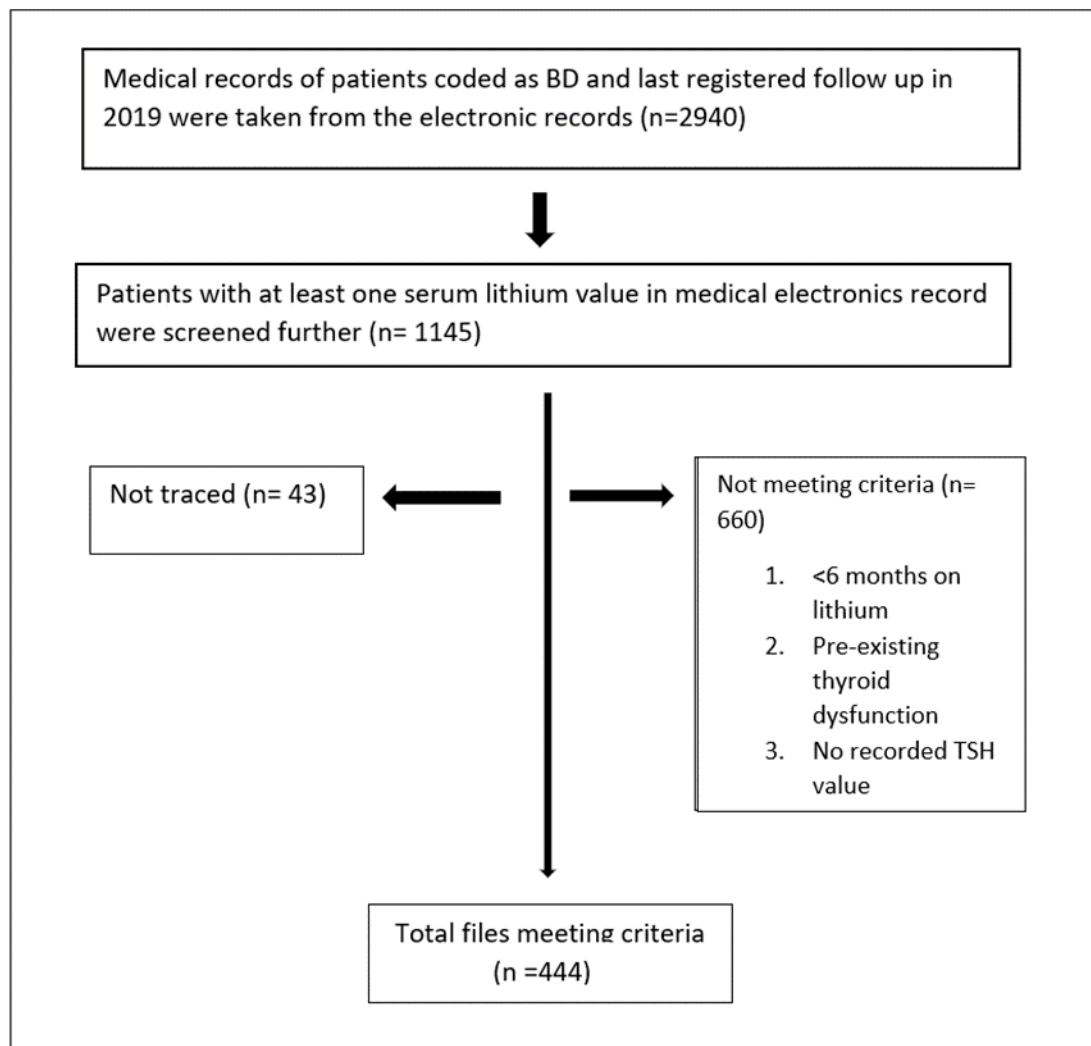 Medical records of patients coded as BD and last registered follow up in
2019 were taken from the electronic records (n=2940)
Patients with at least one serum lithium value in medical electronics record
were screened further (n= 1145)
Not traced (n= 43)
Not meeting criteria (n=
660)
1. <6 months on
lithium
2. Pre-existing
thyroid
dysfunction
3. No recorded TSH
value
Total files meeting criteria
(n =444)